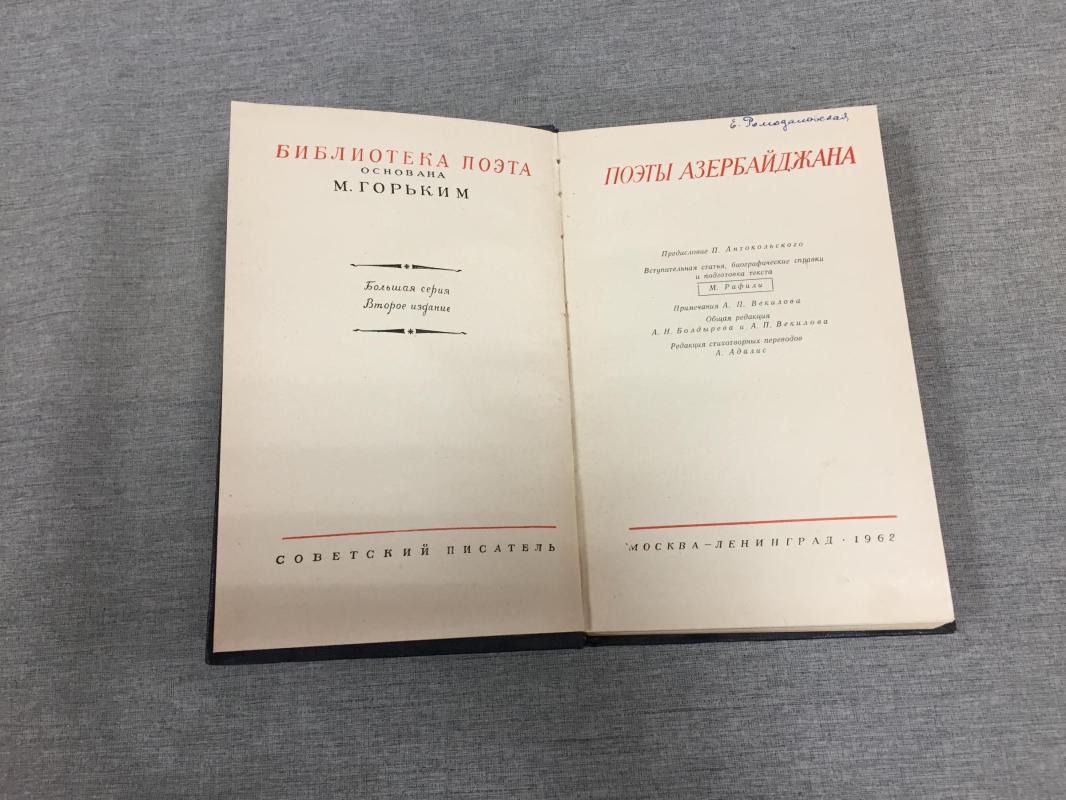 БИБЛИОТЕКА ПОЭТА
ОСНОВАНА
М. ГОРЬКИМ
Большая серия
Второе издание
СОВЕТСКИЙ ПИСАТЕЛЬ
Е. Ромодановская
ПОЭТЫ АЗЕРБАЙДЖАНА
Предисловие П. Антокольского
Вступительная статья, биографические справки
и подготовка текста
М. Рафили
Примечания А. П. Векилова
Общая редакция
А. Н. Болдырева и А. П. Векилова
Редакция стихотворных переводов
А. Адалис
МОСКВА — ЛЕНИНГРАД · 1962